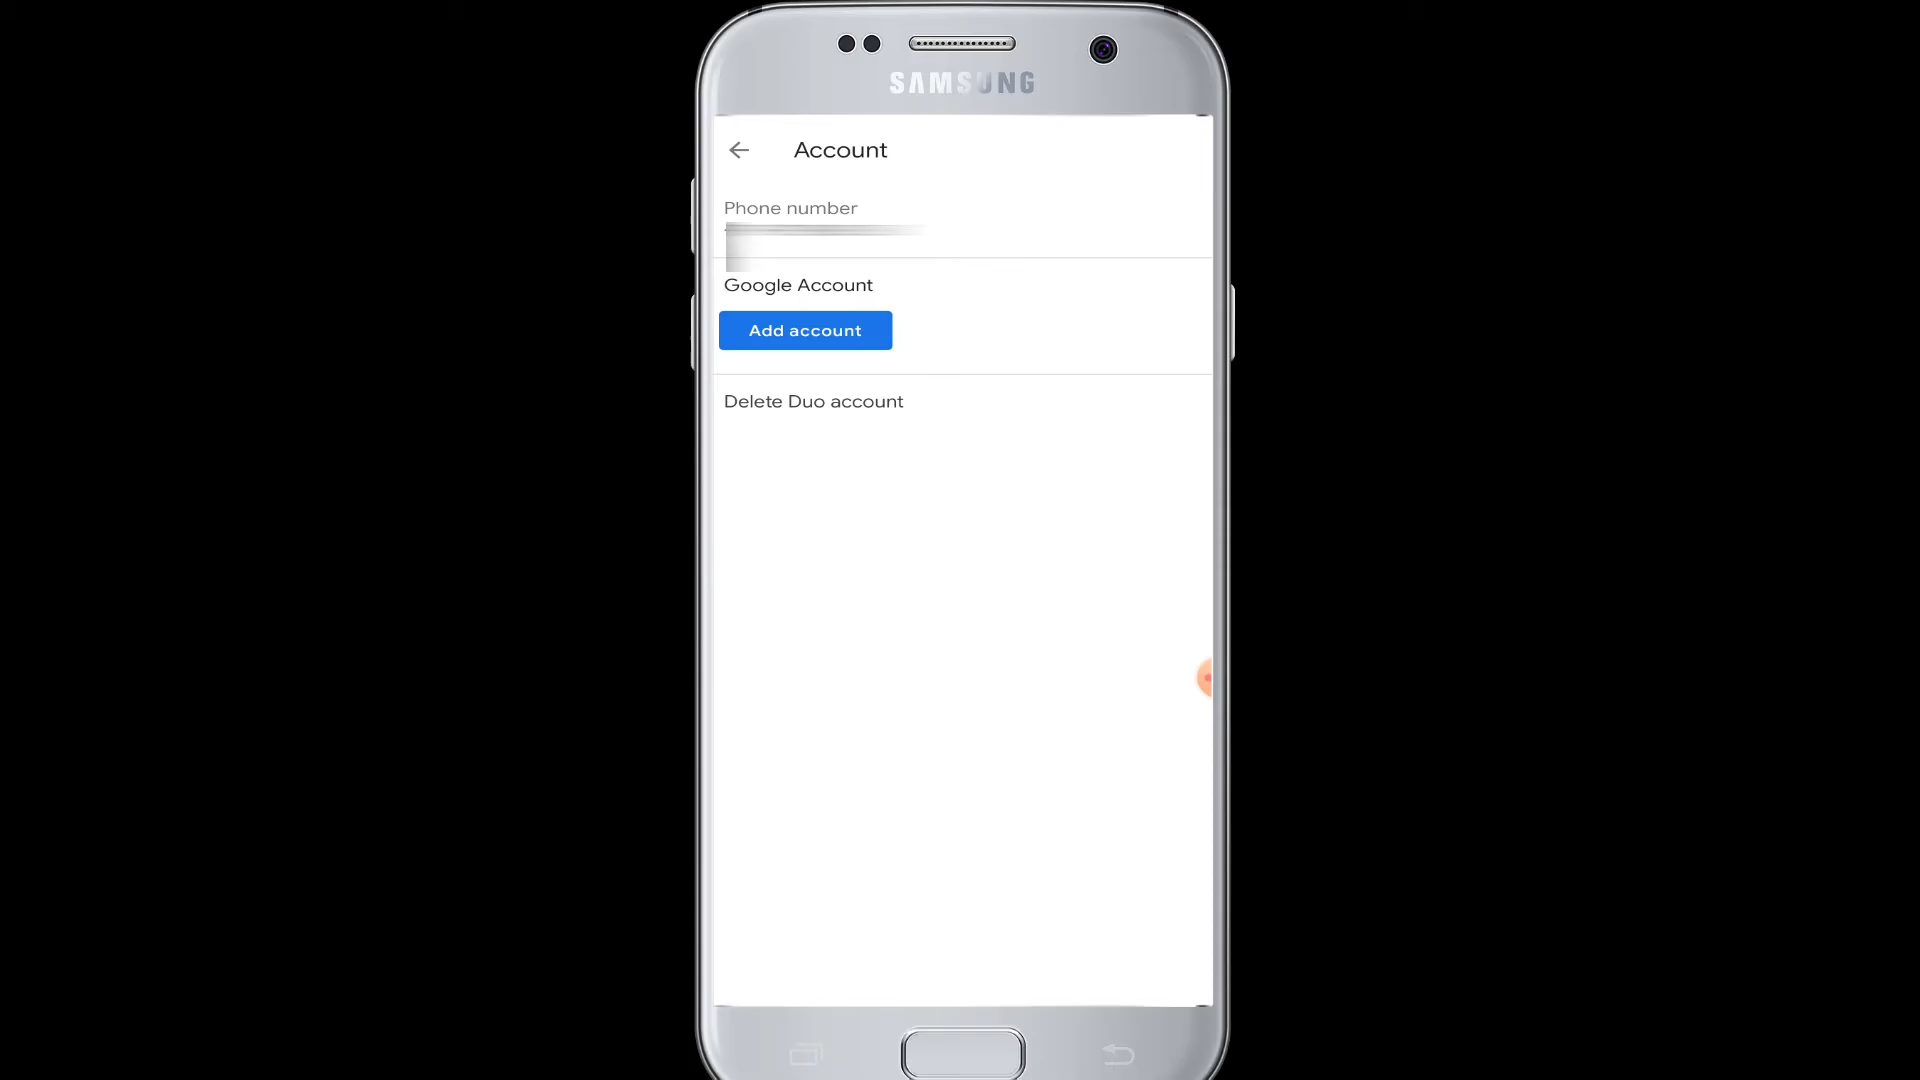 SAMSUNG
Account
Phone number
Google Account
Add account
Delete Duo account